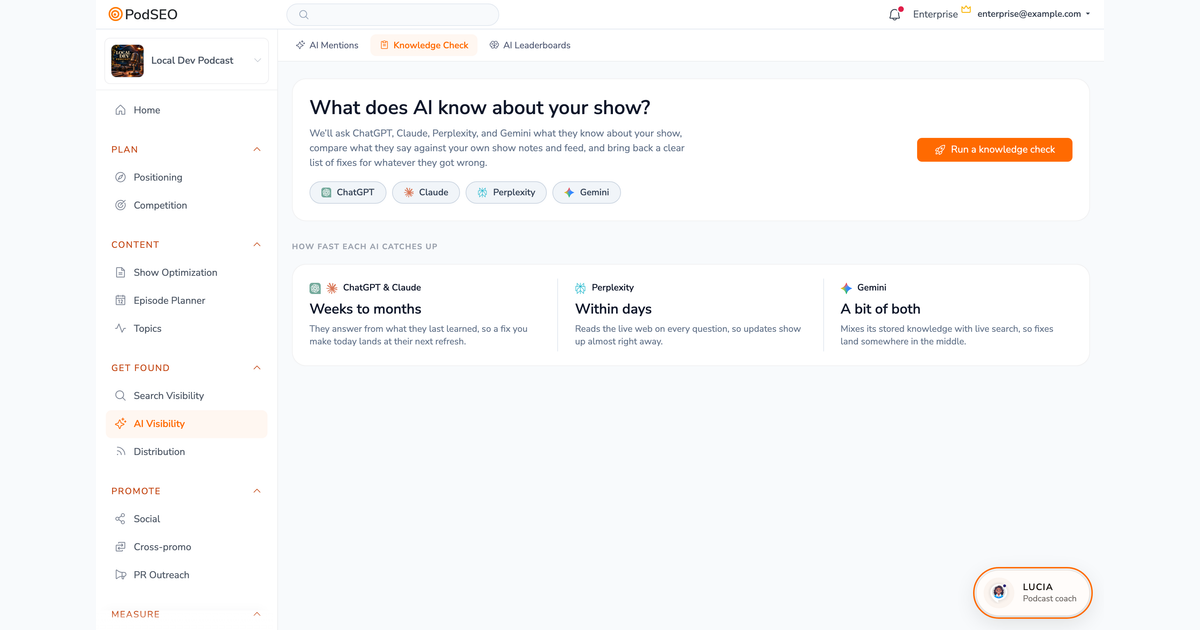 PodSEO
Enterprise
enterprise@example.com
Local Dev Podcast
Home
PLAN
Positioning
Competition
CONTENT
Show Optimization
Episode Planner
Topics
GET FOUND
Search Visibility
AI Visibility
Distribution
PROMOTE
Social
Cross-promo
PR Outreach
MEASURE
AI Mentions
Knowledge Check
AI Leaderboards
What does AI know about your show?
We'll ask ChatGPT, Claude, Perplexity, and Gemini what they know about your show,
compare what they say against your own show notes and feed, and bring back a clear
list of fixes for whatever they got wrong.
ChatGPT
Claude
Perplexity
Gemini
Run a knowledge check
HOW FAST EACH AI CATCHES UP
ChatGPT & Claude
Weeks to months
They answer from what they last learned, so a fix you
make today lands at their next refresh.
Perplexity
Within days
Reads the live web on every question, so updates show
up almost right away.
Gemini
A bit of both
Mixes its stored knowledge with live search, so fixes
land somewhere in the middle.
LUCIA
Podcast coach